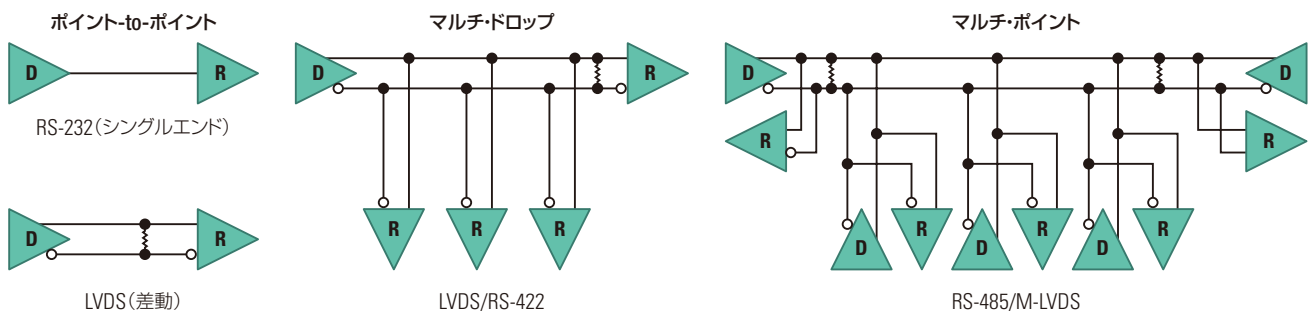 ポイント-to-ポイント
D
R
RS-232（シングルエンド）
D
R
LVDS（差動）
マルチ・ドロップ
D
R
R
R
R
LVDS/RS-422
マルチ・ポイント
D
D
R
R
D
R
D
R
D
R
RS-485/M-LVDS